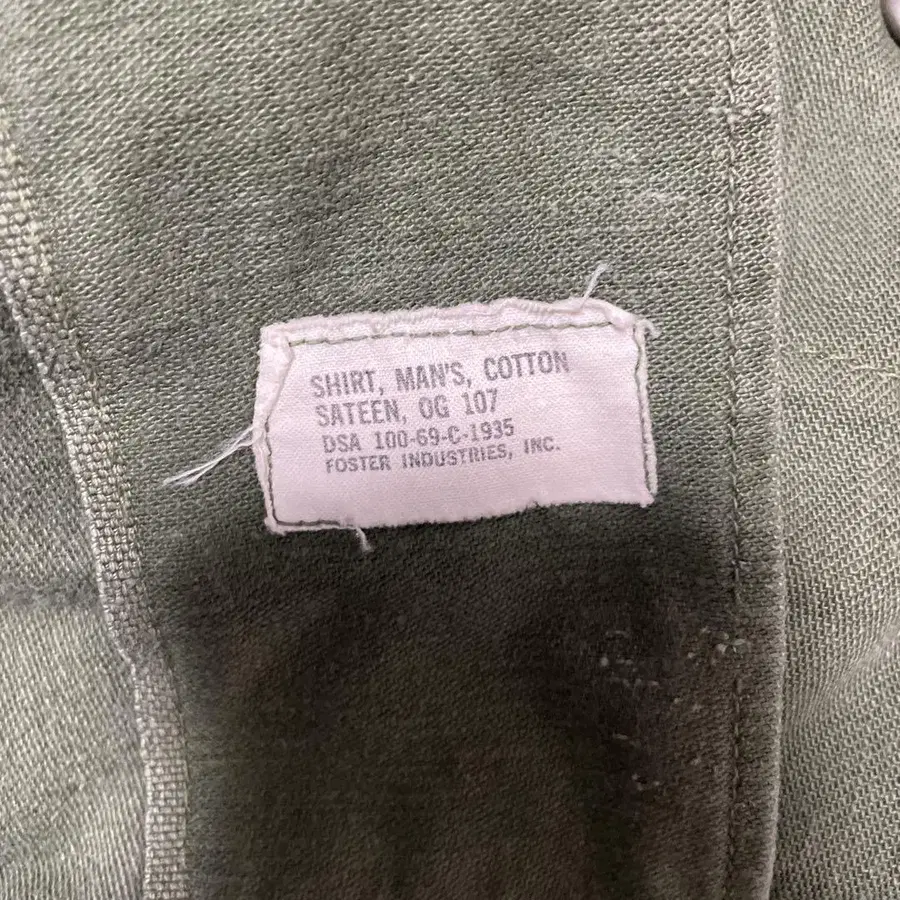 SHIRT, MAN'S, COTTON
SATEEN, OG 107
DSA 100-69-C-1935
FOSTER INDUSTRIES, INC.